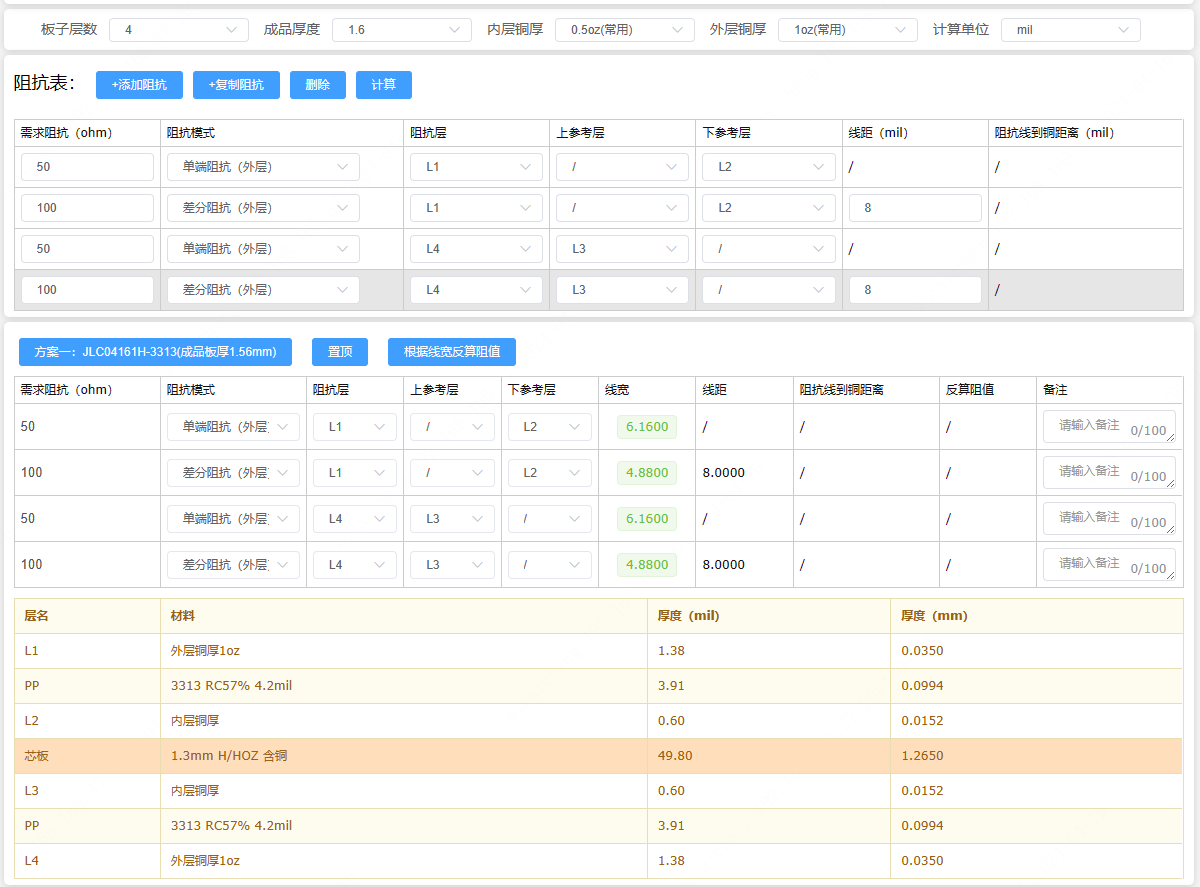 板子层数 4 成品厚度 1.6 内层铜厚 0.5oz(常用) 外层铜厚 1oz(常用) 计算单位 mil
阻抗表： +添加阻抗 +复制阻抗 删除 计算
需求阻抗（ohm） 阻抗模式 阻抗层 上参考层 下参考层 线距（mil） 阻抗线到铜距离（mil）
50 单端阻抗（外层） L1 / L2 / /
100 差分阻抗（外层） L1 / L2 8 /
50 单端阻抗（外层） L4 L3 / / /
100 差分阻抗（外层） L4 L3 / 8 /
方案一：JLC04161H-3313(成品板厚1.56mm) 置顶 根据线宽反算阻值
需求阻抗（ohm） 阻抗模式 阻抗层 上参考层 下参考层 线宽 线距 阻抗线到铜距离 反算阻值 备注
50 单端阻抗（外层 L1 / L2 6.1600 / / / 请输入备注 0/100
100 差分阻抗（外层 L1 / L2 4.8800 8.0000 / / 请输入备注 0/100
50 单端阻抗（外层 L4 L3 / 6.1600 / / / 请输入备注 0/100
100 差分阻抗（外层 L4 L3 / 4.8800 8.0000 / / 请输入备注 0/100
层名 材料 厚度（mil) 厚度（mm)
L1 外层铜厚1oz 1.38 0.0350
PP 3313 RC57% 4.2mil 3.91 0.0994
L2 内层铜厚 0.60 0.0152
芯板 1.3mm H/HOZ 含铜 49.80 1.2650
L3 内层铜厚 0.60 0.0152
PP 3313 RC57% 4.2mil 3.91 0.0994
L4 外层铜厚1oz 1.38 0.0350